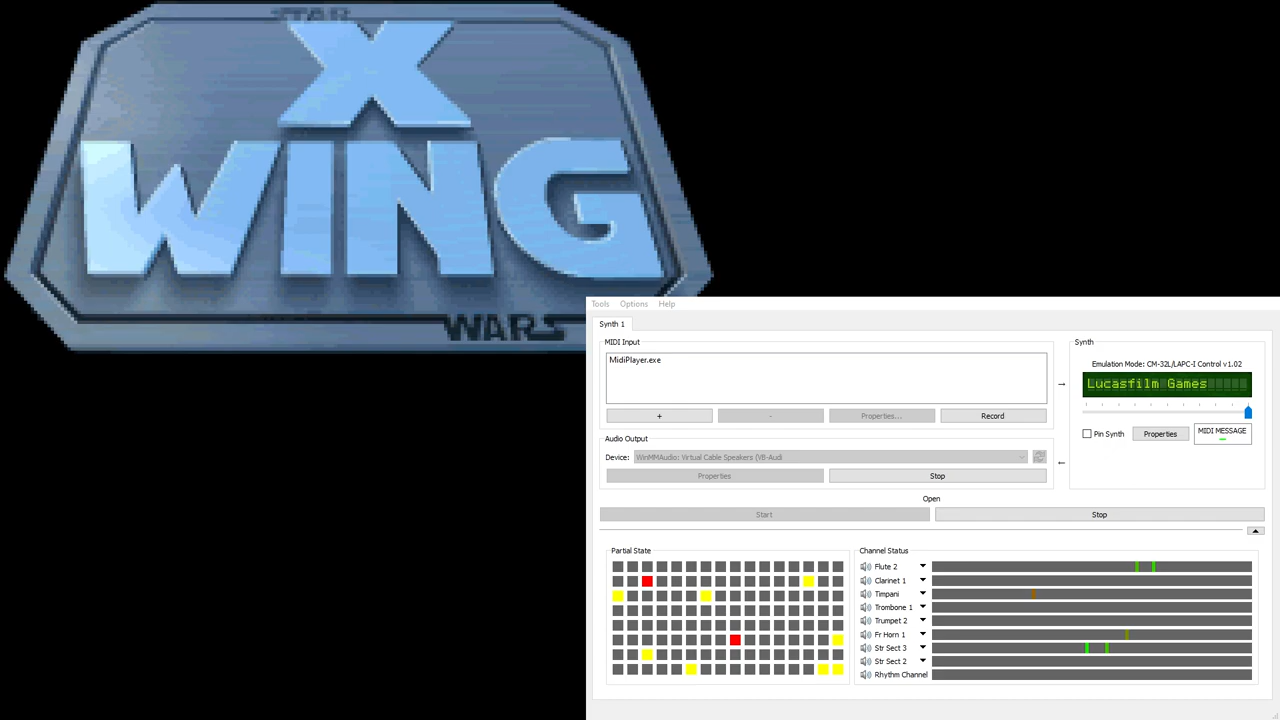 STAR
X
WING
WARS
Tools Options Help
Synth 1
MIDI Input
MidiPlayer.exe
+ - Properties... Record
Audio Output
Device: WinMMAudio: Virtual Cable Speakers (VB-Audi
Properties Stop
Synth
Emulation Mode: CM-32L/LAPC-I Control v1.02
Lucasfilm Games
Pin Synth Properties MIDI MESSAGE
Open
Start Stop
Partial State
Channel Status
Flute 2
Clarinet 1
Timpani
Trombone 1
Trumpet 2
Fr Horn 1
Str Sect 3
Str Sect 2
Rhythm Channel